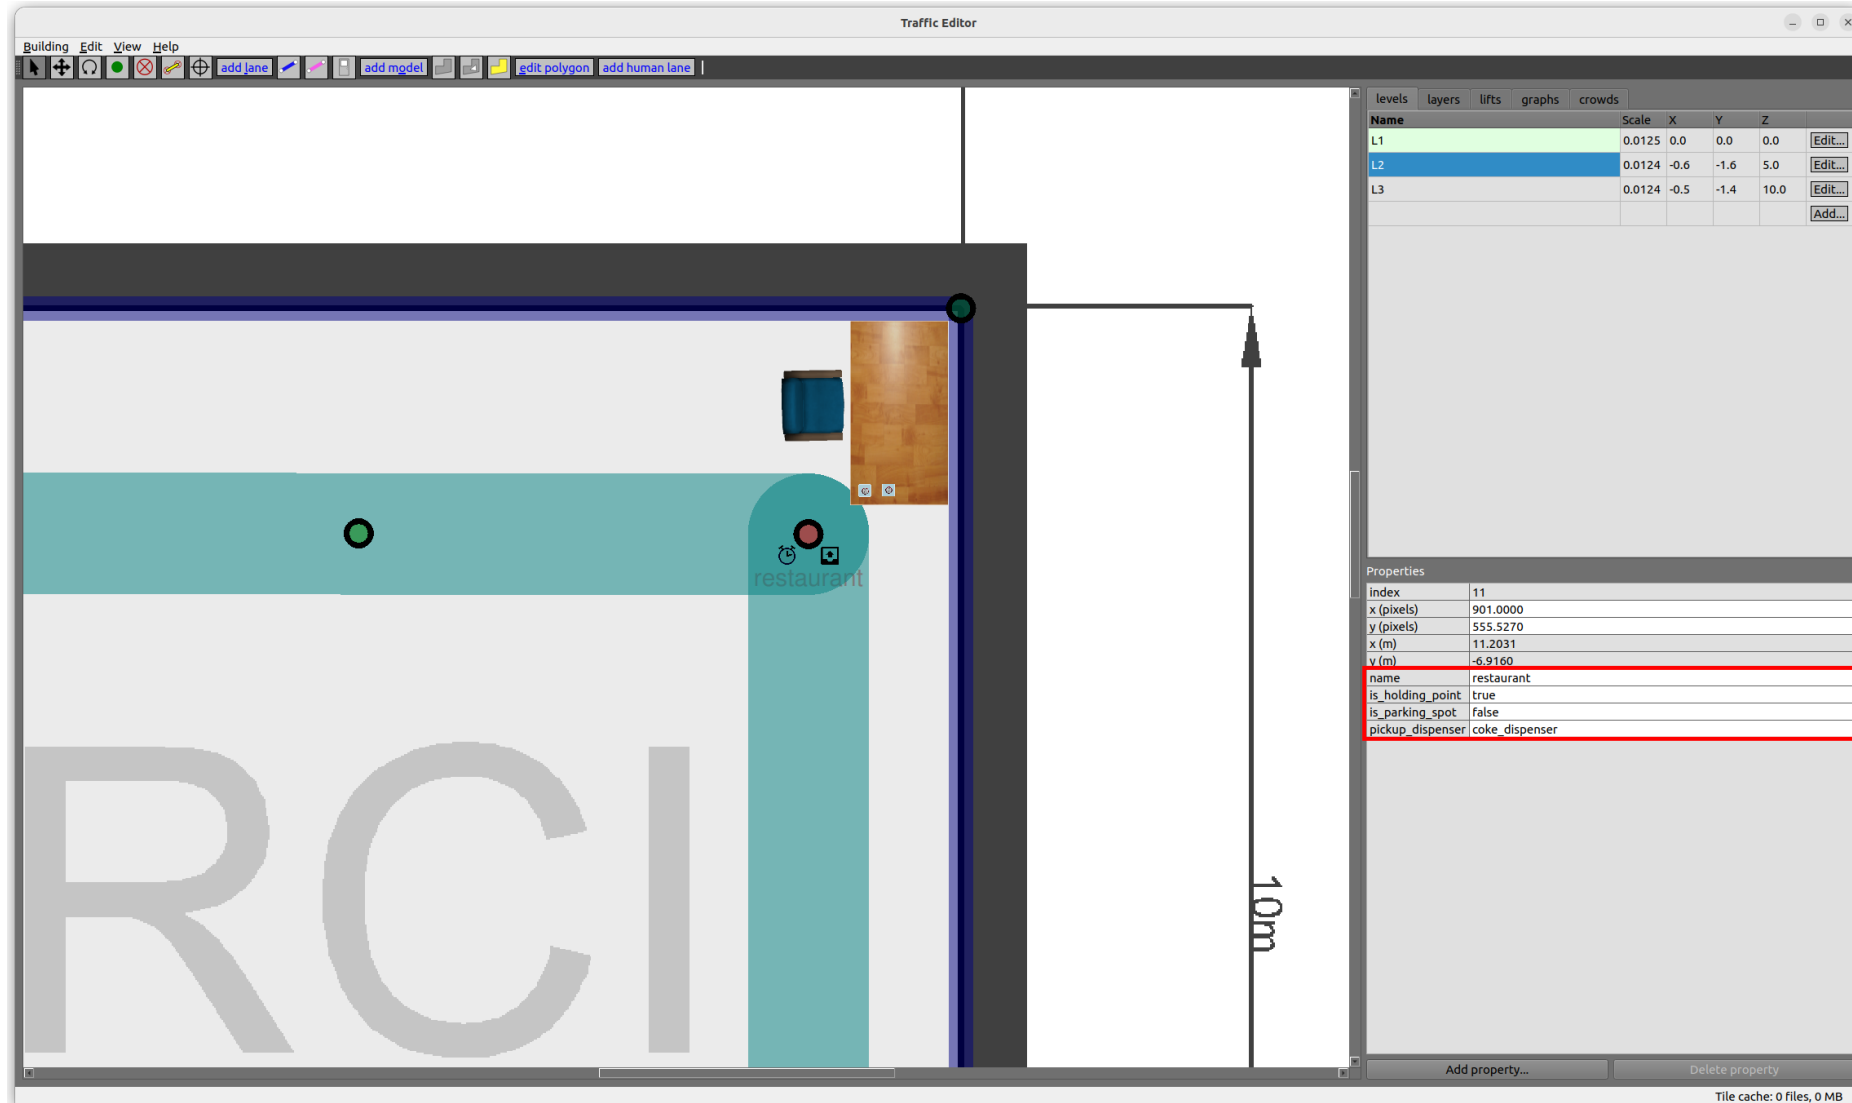 Traffic Editor
Building Edit View Help
add lane add model edit polygon add human lane
levels layers lifts graphs crowds
Name Scale X Y Z
L1 0.0125 0.0 0.0 0.0 Edit...
L2 0.0124 -0.6 -1.6 5.0 Edit...
L3 0.0124 -0.5 -1.4 10.0 Edit...
Add...
restaurant
RCI
10m
Properties
index 11
x (pixels) 901.0000
y (pixels) 555.5270
x (m) 11.2031
y (m) -6.9160
name restaurant
is_holding_point true
is_parking_spot false
pickup_dispenser coke_dispenser
Add property... Delete property
Tile cache: 0 files, 0 MB